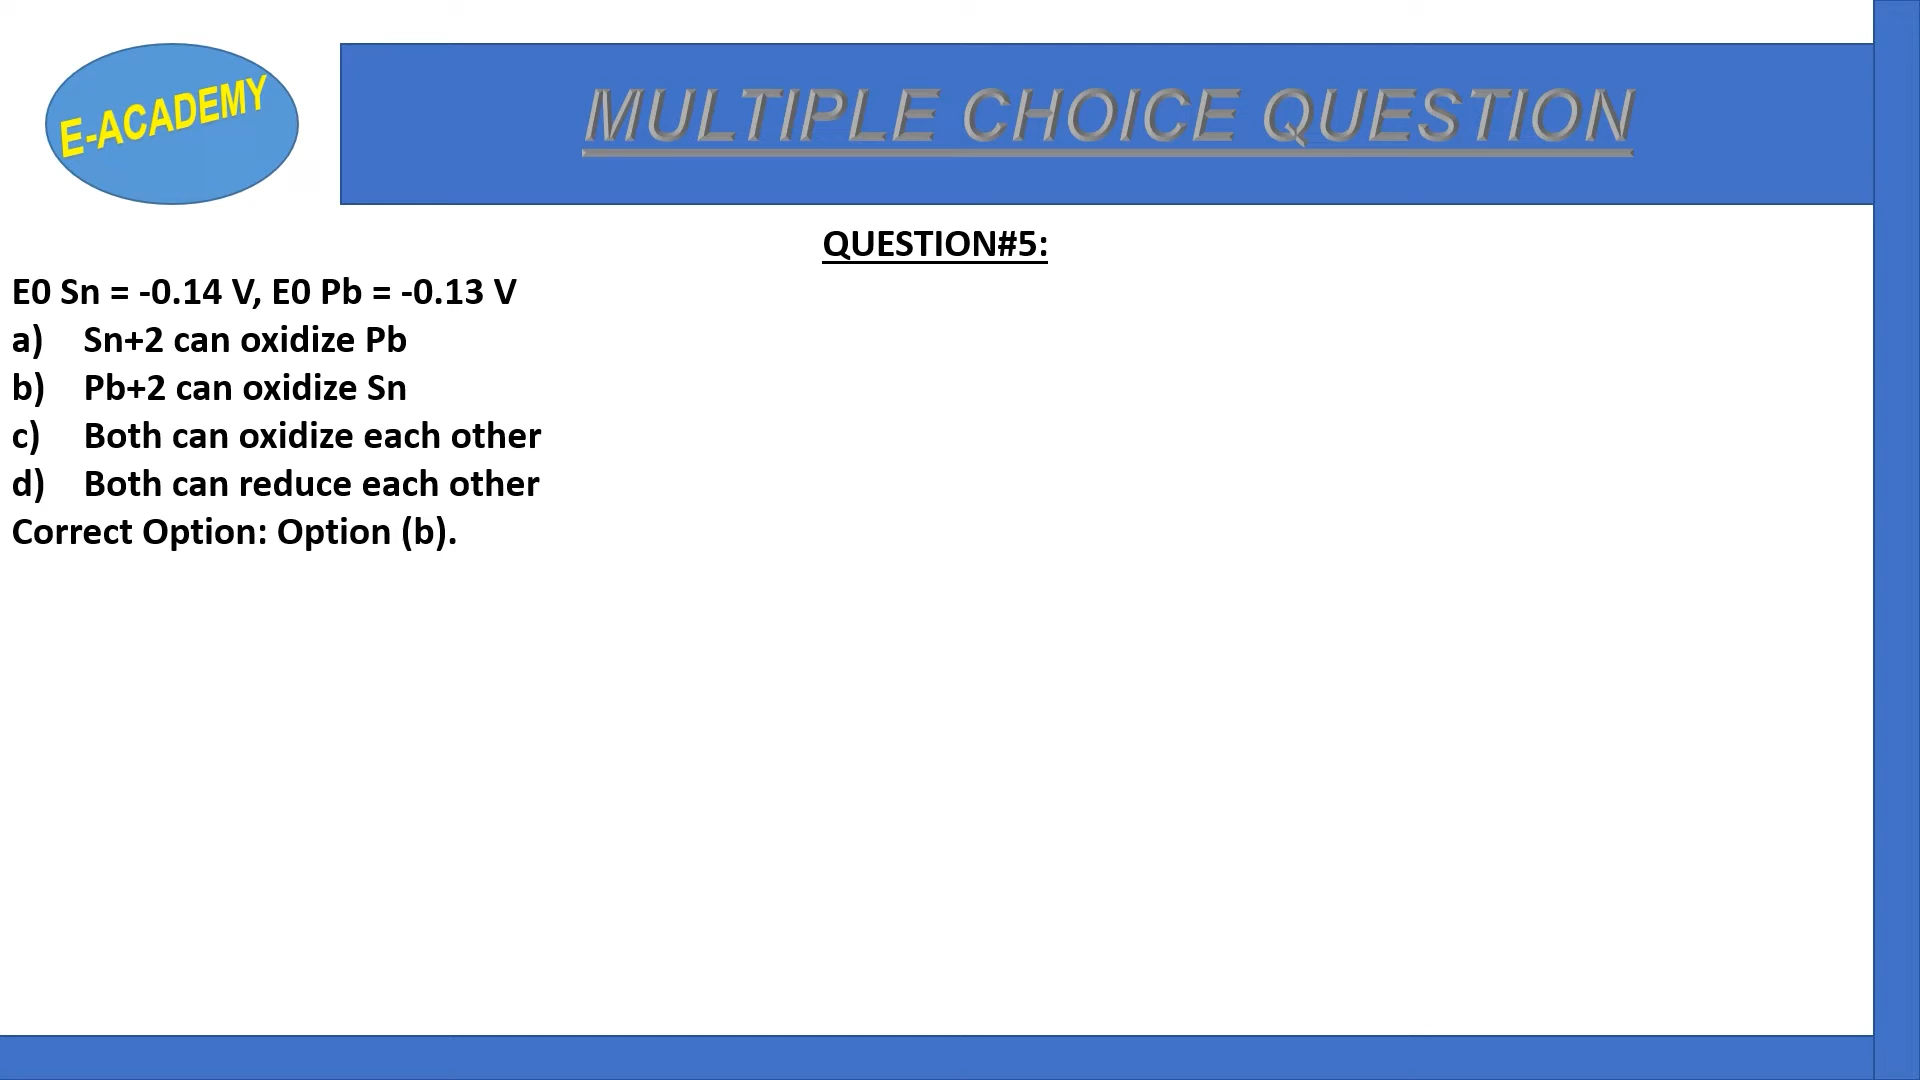 E-ACADEMY
MULTIPLE CHOICE QUESTION
QUESTION#5:
E0 Sn = -0.14 V, E0 Pb = -0.13 V
a) Sn+2 can oxidize Pb
b) Pb+2 can oxidize Sn
c) Both can oxidize each other
d) Both can reduce each other
Correct Option: Option (b).